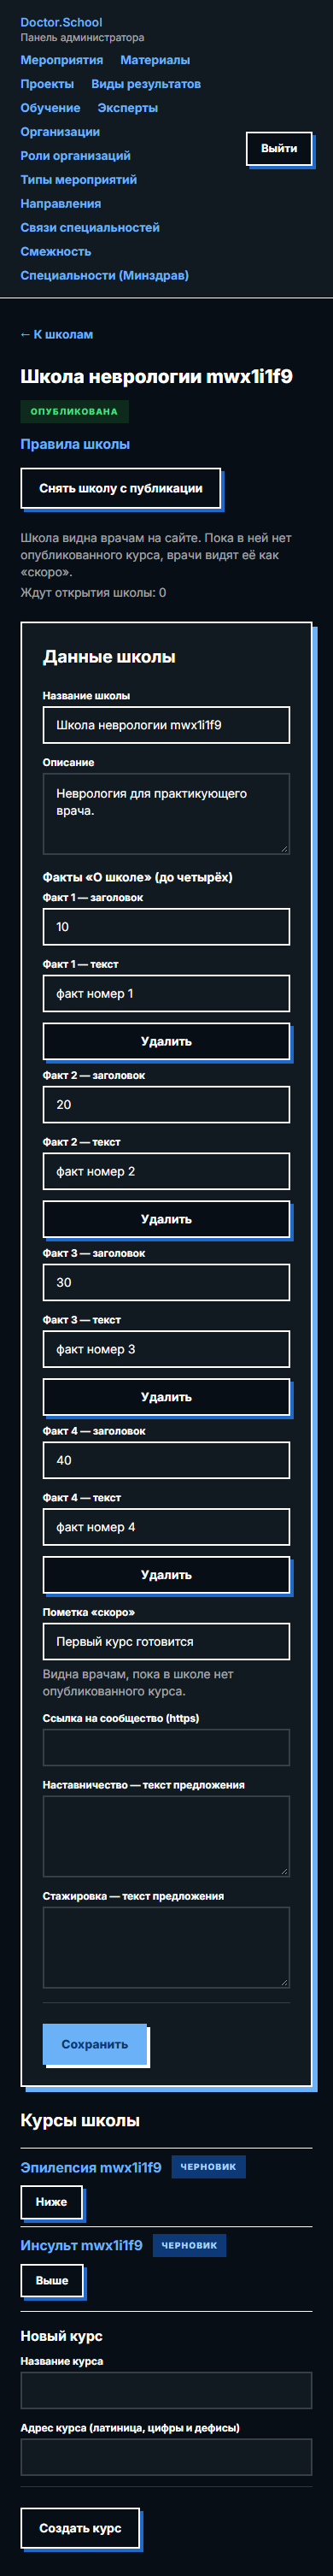 Doctor.School
Панель администратора
Мероприятия Материалы
Проекты Виды результатов
Обучение Эксперты
Организации
Роли организаций
Типы мероприятий
Направления
Связи специальностей
Смежность
Специальности (Минздрав)
Выйти
← К школам
Школа неврологии mwx1i1f9
ОПУБЛИКОВАНА
Правила школы
Снять школу с публикации
Школа видна врачам на сайте. Пока в ней нет
опубликованного курса, врачи видят её как
«скоро».
Ждут открытия школы: 0
Данные школы
Название школы
Школа неврологии mwx1i1f9
Описание
Неврология для практикующего
врача.
Факты «О школе» (до четырёх)
Факт 1 — заголовок
10
Факт 1 — текст
факт номер 1
Удалить
Факт 2 — заголовок
20
Факт 2 — текст
факт номер 2
Удалить
Факт 3 — заголовок
30
Факт 3 — текст
факт номер 3
Удалить
Факт 4 — заголовок
40
Факт 4 — текст
факт номер 4
Удалить
Пометка «скоро»
Первый курс готовится
Видна врачам, пока в школе нет
опубликованного курса.
Ссылка на сообщество (https)
Наставничество — текст предложения
Стажировка — текст предложения
Сохранить
Курсы школы
Эпилепсия mwx1i1f9 ЧЕРНОВИК
Ниже
Инсульт mwx1i1f9 ЧЕРНОВИК
Выше
Новый курс
Название курса
Адрес курса (латиница, цифры и дефисы)
Создать курс